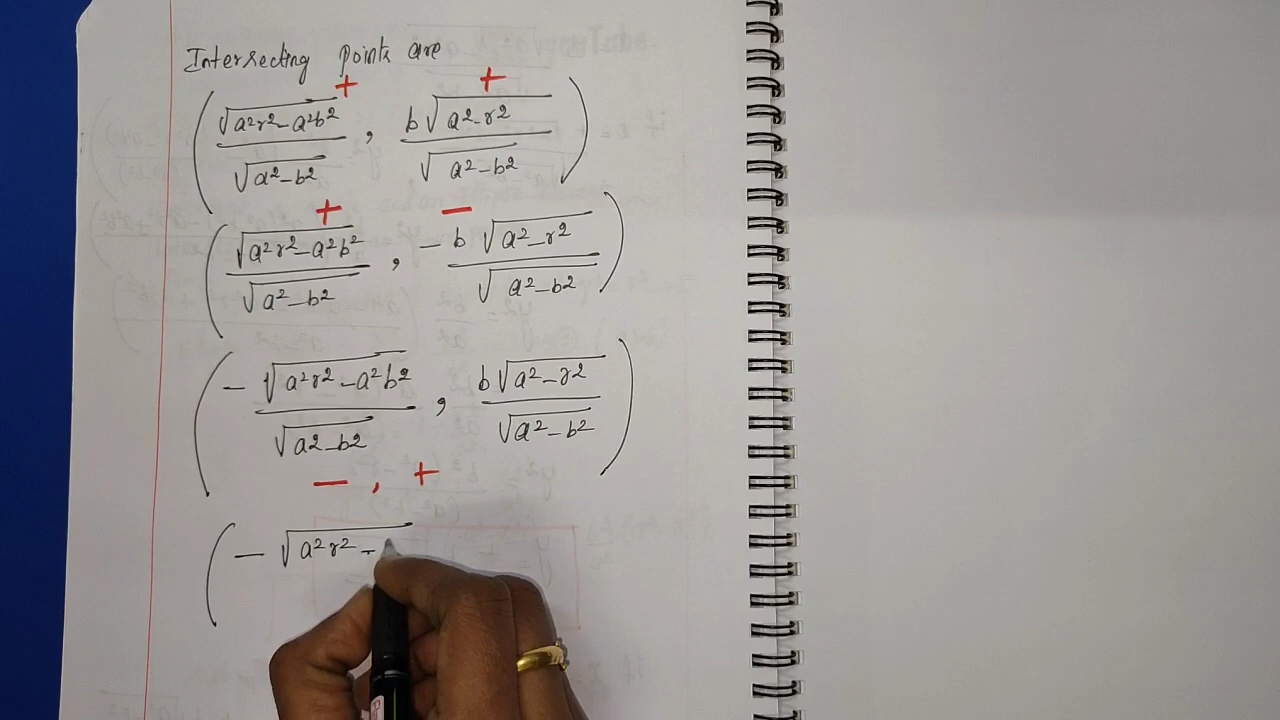 Intersecting points are
+ +
(√(a²r²-a²b²) / √(a²-b²), b√(a²-r²) / √(a²-b²))
+ −
(√(a²r²-a²b²) / √(a²-b²), -b√(a²-r²) / √(a²-b²))
(-√(a²r²-a²b²) / √(a²-b²), b√(a²-r²) / √(a²-b²))
− , +
(-√(a²r²-